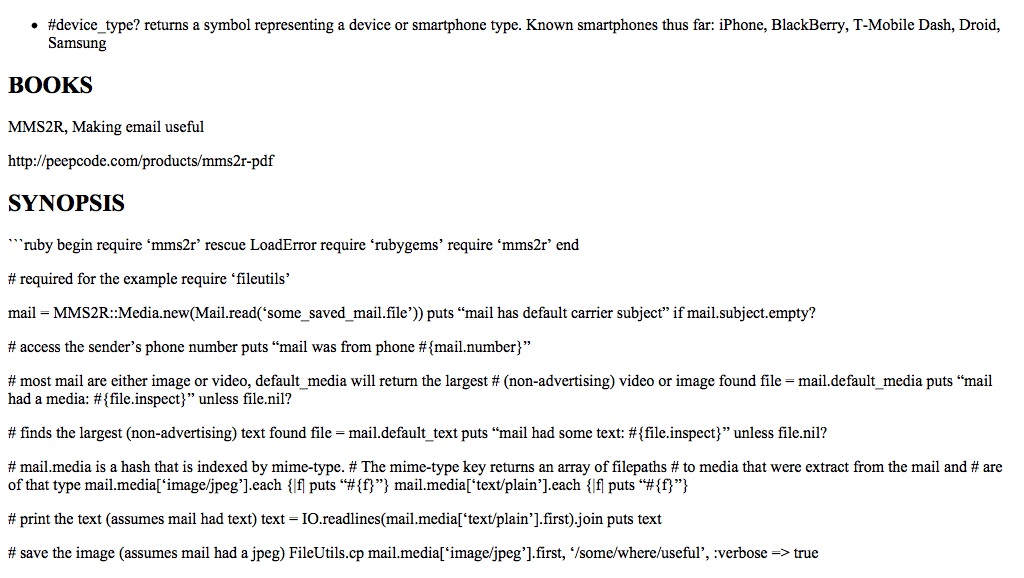 • #device_type? returns a symbol representing a device or smartphone type. Known smartphones thus far: iPhone, BlackBerry, T-Mobile Dash, Droid,
Samsung
BOOKS
MMS2R, Making email useful
http://peepcode.com/products/mms2r-pdf
SYNOPSIS
```ruby begin require ‘mms2r’ rescue LoadError require ‘rubygems’ require ‘mms2r’ end
# required for the example require ‘fileutils’
mail = MMS2R::Media.new(Mail.read(‘some_saved_mail.file’)) puts “mail has default carrier subject” if mail.subject.empty?
# access the sender’s phone number puts “mail was from phone #{mail.number}”
# most mail are either image or video, default_media will return the largest # (non-advertising) video or image found file = mail.default_media puts “mail
had a media: #{file.inspect}” unless file.nil?
# finds the largest (non-advertising) text found file = mail.default_text puts “mail had some text: #{file.inspect}” unless file.nil?
# mail.media is a hash that is indexed by mime-type. # The mime-type key returns an array of filepaths # to media that were extract from the mail and # are
of that type mail.media[‘image/jpeg’].each {|f| puts “#{f}”} mail.media[‘text/plain’].each {|f| puts “#{f}”}
# print the text (assumes mail had text) text = IO.readlines(mail.media[‘text/plain’].first).join puts text
# save the image (assumes mail had a jpeg) FileUtils.cp mail.media[‘image/jpeg’].first, ‘/some/where/useful’, :verbose => true